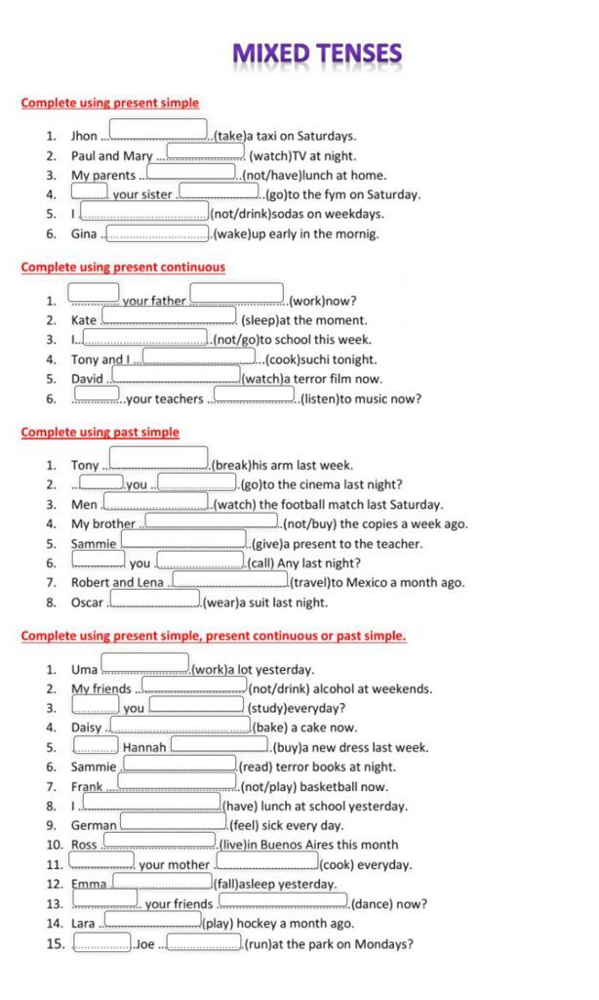 MIXED TENSES
Complete using present simple
1. Jhon .....(take)a taxi on Saturdays.
2. Paul and Mary .... (watch)TV at night.
3. My parents .....(not/have)lunch at home.
4. your sister ...(go)to the fym on Saturday.
5. I (not/drink)sodas on weekdays.
6. Gina ...(wake)up early in the mornig.
Complete using present continuous
1. .............your father ...(work)now?
2. Kate (sleep)at the moment.
3. I...(not/go)to school this week.
4. Tony and I .....(cook)suchi tonight.
5. David ..(watch)a terror film now.
6. ..............your teachers .....(listen)to music now?
Complete using past simple
1. Tony ...(break)his arm last week.
2. ...you ...(go)to the cinema last night?
3. Men ..(watch) the football match last Saturday.
4. My brother ...(not/buy) the copies a week ago.
5. Sammie .(give)a present to the teacher.
6. you .(call) Any last night?
7. Robert and Lena ..(travel)to Mexico a month ago.
8. Oscar ..(wear)a suit last night.
Complete using present simple, present continuous or past simple.
1. Uma .(work)a lot yesterday.
2. My friends ..(not/drink) alcohol at weekends.
3. you (study)everyday?
4. Daisy ..(bake) a cake now.
5. Hannah .(buy)a new dress last week.
6. Sammie .(read) terror books at night.
7. Frank .....(not/play) basketball now.
8. I ..(have) lunch at school yesterday.
9. German .(feel) sick every day.
10. Ross .(live)in Buenos Aires this month
11. . your mother .(cook) everyday.
12. Emma (fall)asleep yesterday.
13. . your friends ..(dance) now?
14. Lara ..(play) hockey a month ago.
15. .Joe ...(run)at the park on Mondays?